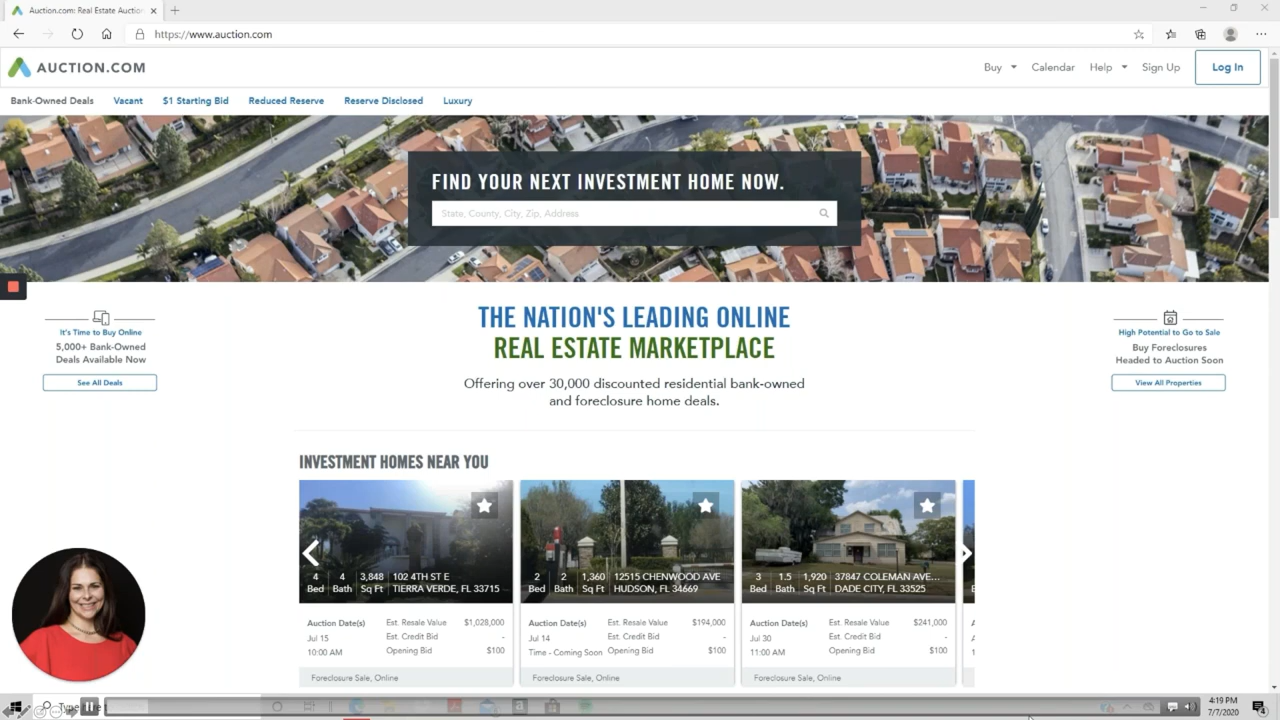 Auction.com: Real Estate Auction
https://www.auction.com
AUCTION.COM
Buy Calendar Help Sign Up Log In
Bank-Owned Deals Vacant $1 Starting Bid Reduced Reserve Reserve Disclosed Luxury
FIND YOUR NEXT INVESTMENT HOME NOW.
State, County, City, Zip, Address
It's Time to Buy Online
5,000+ Bank-Owned
Deals Available Now
See All Deals
THE NATION'S LEADING ONLINE
REAL ESTATE MARKETPLACE
Offering over 30,000 discounted residential bank-owned
and foreclosure home deals.
High Potential to Go to Sale
Buy Foreclosures
Headed to Auction Soon
View All Properties
INVESTMENT HOMES NEAR YOU
4 4 3,848 102 4TH ST E
Bed Bath Sq Ft TIERRA VERDE, FL 33715
Auction Date(s) Est. Resale Value $1,028,000
Jul 15 Est. Credit Bid -
10:00 AM Opening Bid $100
Foreclosure Sale, Online
2 2 1,360 12515 CHENWOOD AVE
Bed Bath Sq Ft HUDSON, FL 34669
Auction Date(s) Est. Resale Value $194,000
Jul 14 Est. Credit Bid -
Time - Coming Soon Opening Bid $100
Foreclosure Sale, Online
3 1.5 1,920 37847 COLEMAN AVE...
Bed Bath Sq Ft DADE CITY, FL 33525
Auction Date(s) Est. Resale Value $241,000
Jul 30 Est. Credit Bid -
11:00 AM Opening Bid $100
Foreclosure Sale, Online
4:19 PM
7/7/2020
4